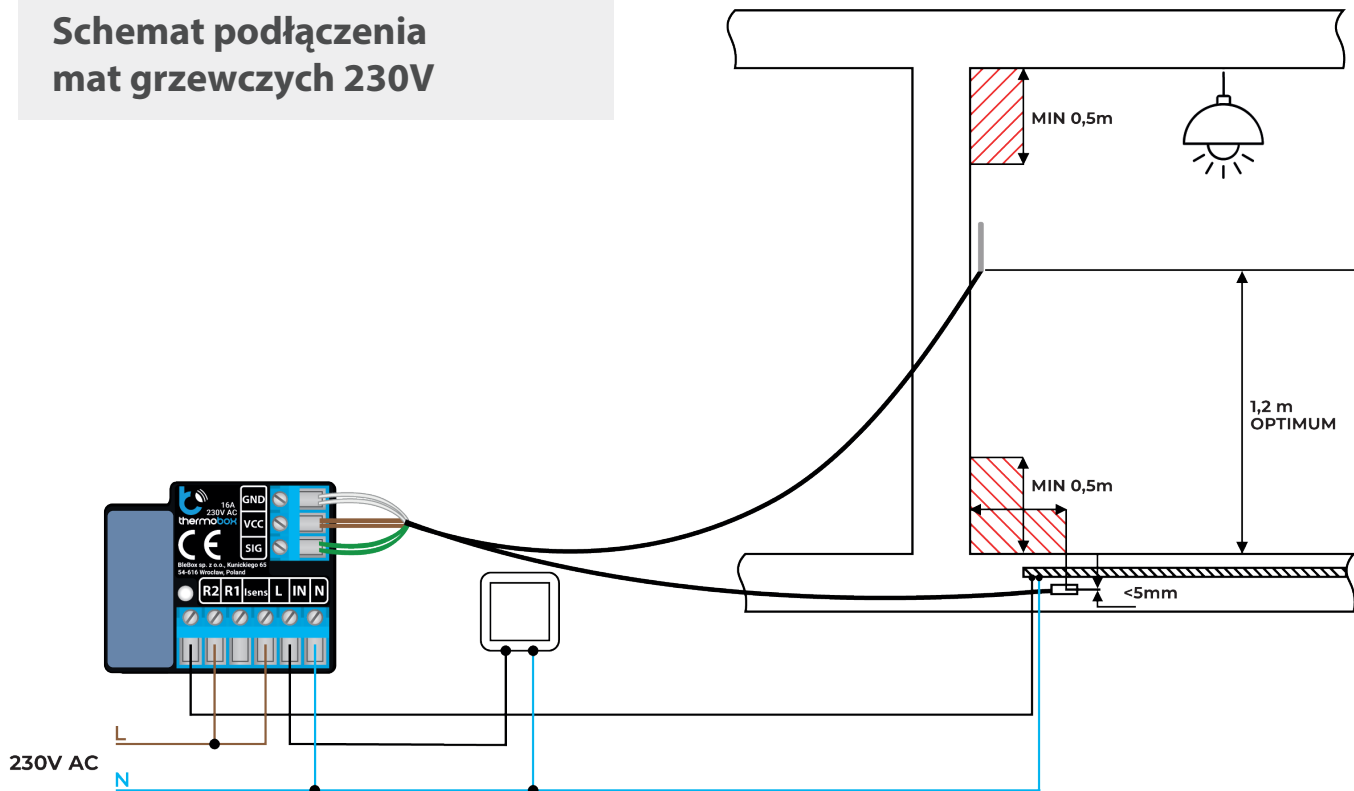 Schemat podłączenia
mat grzewczych 230V
MIN 0,5m
1,2 m
OPTIMUM
MIN 0,5m
<5mm
16A
230V AC
thermobox
GND
VCC
SIG
CE
BleBox sp. z o.o., Kunickiego 65
54-616 Wrocław, Poland
R2 R1 Isens L IN N
L
230V AC
N